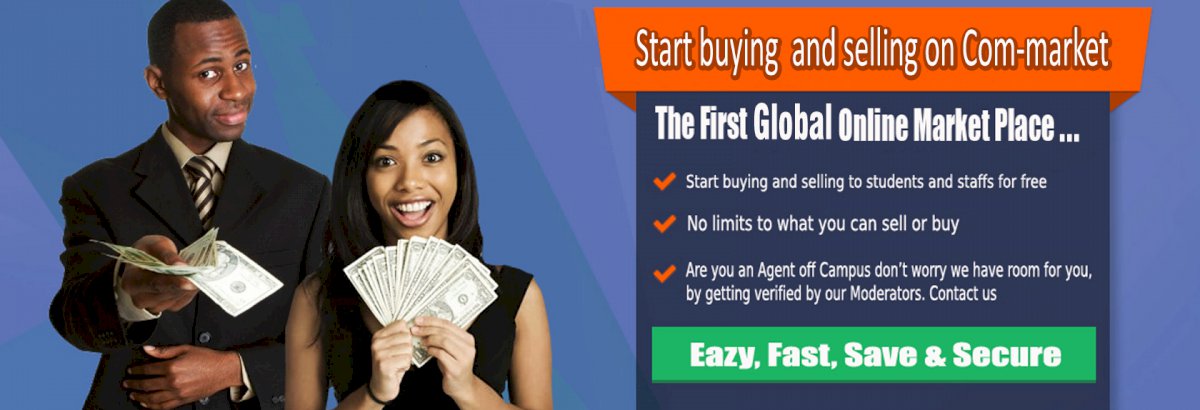 Start buying and selling on Com-market
The First Global Online Market Place ...
Start buying and selling to students and staffs for free
No limits to what you can sell or buy
Are you an Agent off Campus don't worry we have room for you,
by getting verified by our Moderators. Contact us
Eazy, Fast, Save & Secure